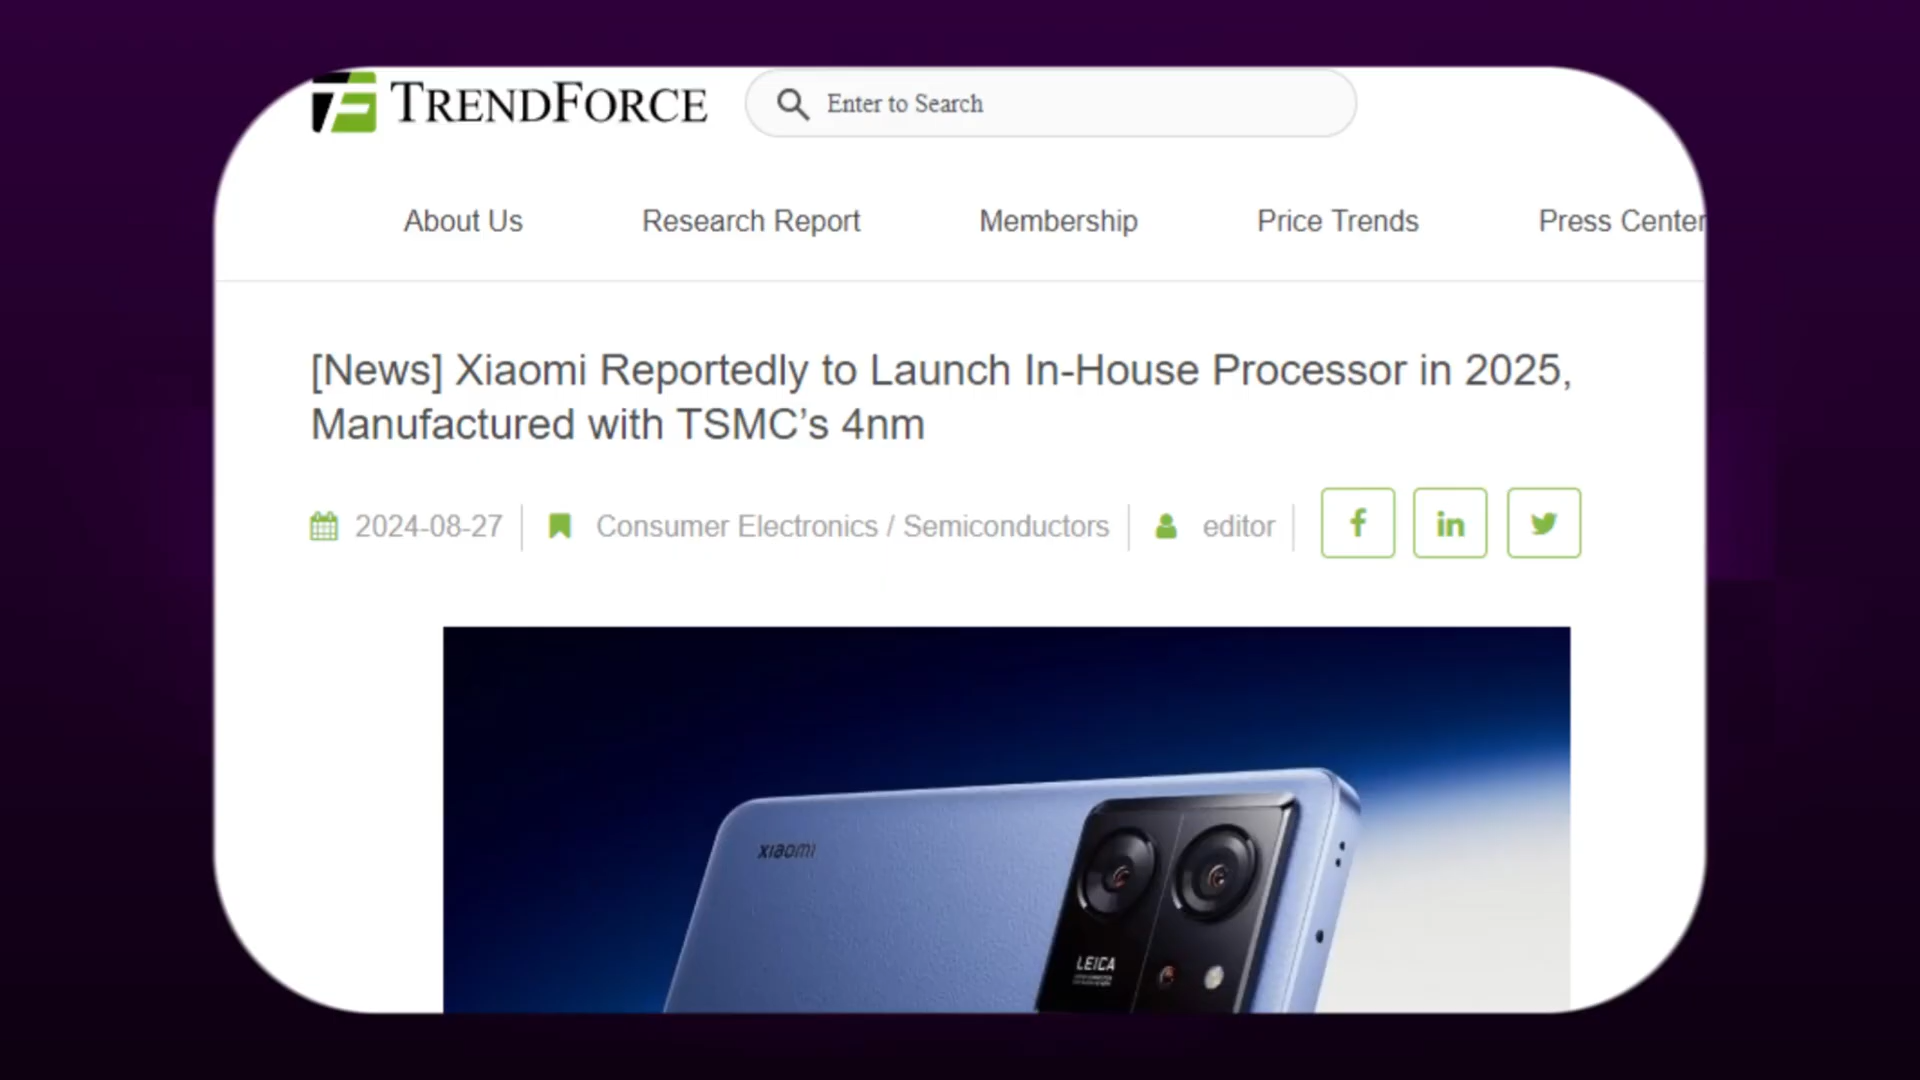 TRENDFORCE
Enter to Search
About Us Research Report Membership Price Trends Press Center
[News] Xiaomi Reportedly to Launch In-House Processor in 2025,
Manufactured with TSMC’s 4nm
2024-08-27 Consumer Electronics / Semiconductors editor
xiaomi
LEICA